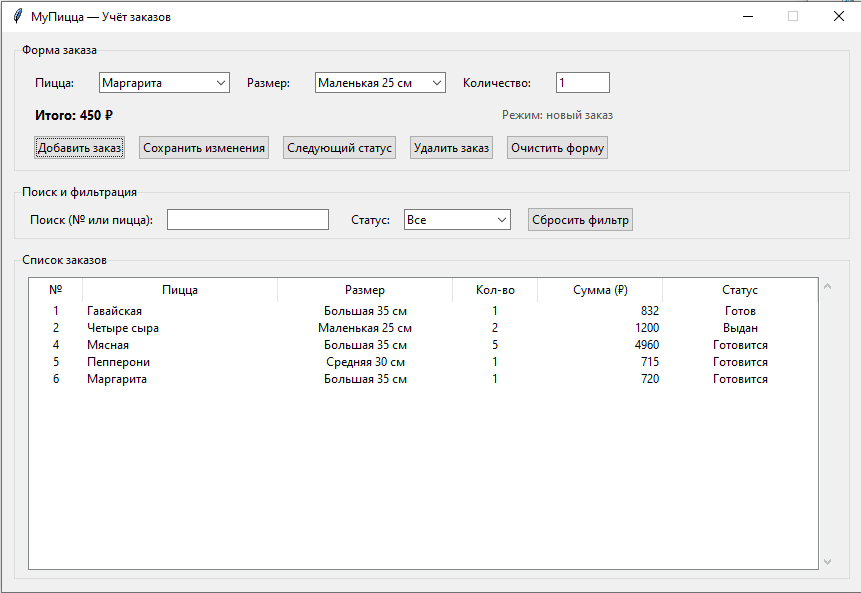 МуПицца — Учёт заказов
Форма заказа
Пицца: Маргарита Размер: Маленькая 25 см Количество: 1
Итого: 450 ₽ Режим: новый заказ
Добавить заказ Сохранить изменения Следующий статус Удалить заказ Очистить форму
Поиск и фильтрация
Поиск (№ или пицца): Статус: Все Сбросить фильтр
Список заказов
№ Пицца Размер Кол-во Сумма (₽) Статус
1 Гавайская Большая 35 см 1 832 Готов
2 Четыре сыра Маленькая 25 см 2 1200 Выдан
4 Мясная Большая 35 см 5 4960 Готовится
5 Пепперони Средняя 30 см 1 715 Готовится
6 Маргарита Большая 35 см 1 720 Готовится